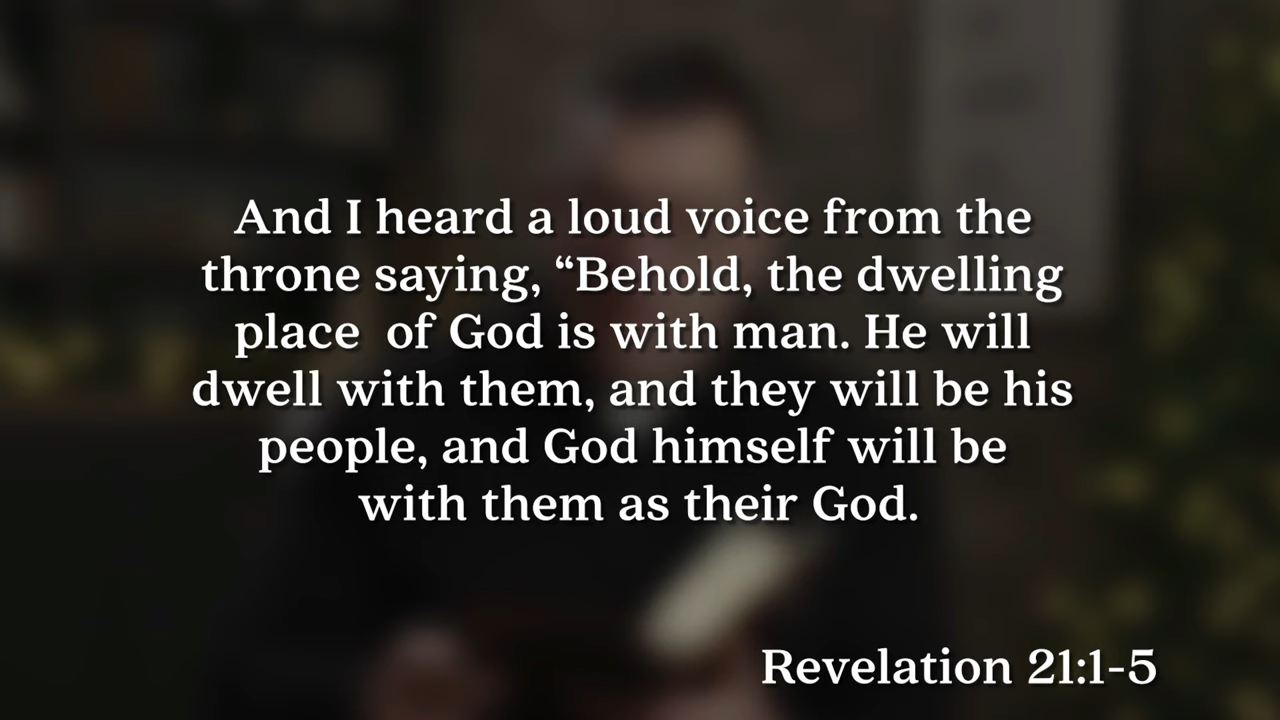 And I heard a loud voice from the
throne saying, “Behold, the dwelling
place  of God is with man. He will
dwell with them, and they will be his
people, and God himself will be
with them as their God.
Revelation 21:1-5